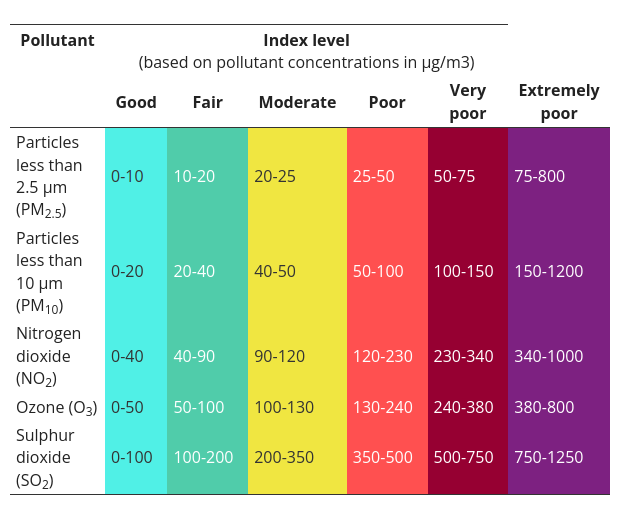 Pollutant Index level
(based on pollutant concentrations in µg/m3)
Good Fair Moderate Poor Very poor Extremely poor
Particles less than 2.5 µm (PM2.5) 0-10 10-20 20-25 25-50 50-75 75-800
Particles less than 10 µm (PM10) 0-20 20-40 40-50 50-100 100-150 150-1200
Nitrogen dioxide (NO2) 0-40 40-90 90-120 120-230 230-340 340-1000
Ozone (O3) 0-50 50-100 100-130 130-240 240-380 380-800
Sulphur dioxide (SO2) 0-100 100-200 200-350 350-500 500-750 750-1250